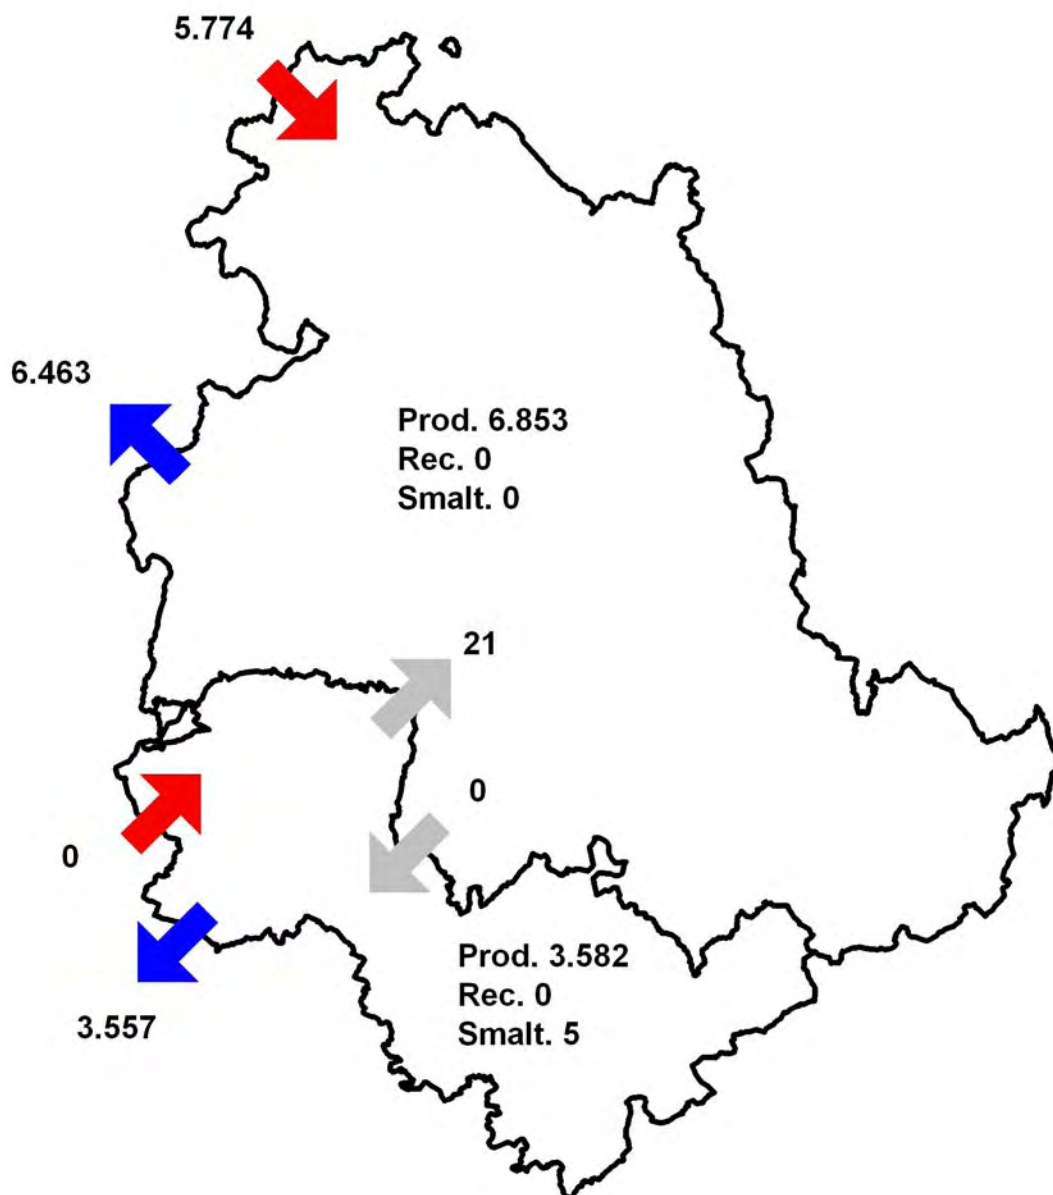 5.774
6.463
Prod. 6.853
Rec. 0
Smalt. 0
21
0
0
Prod. 3.582
Rec. 0
Smalt. 5
3.557